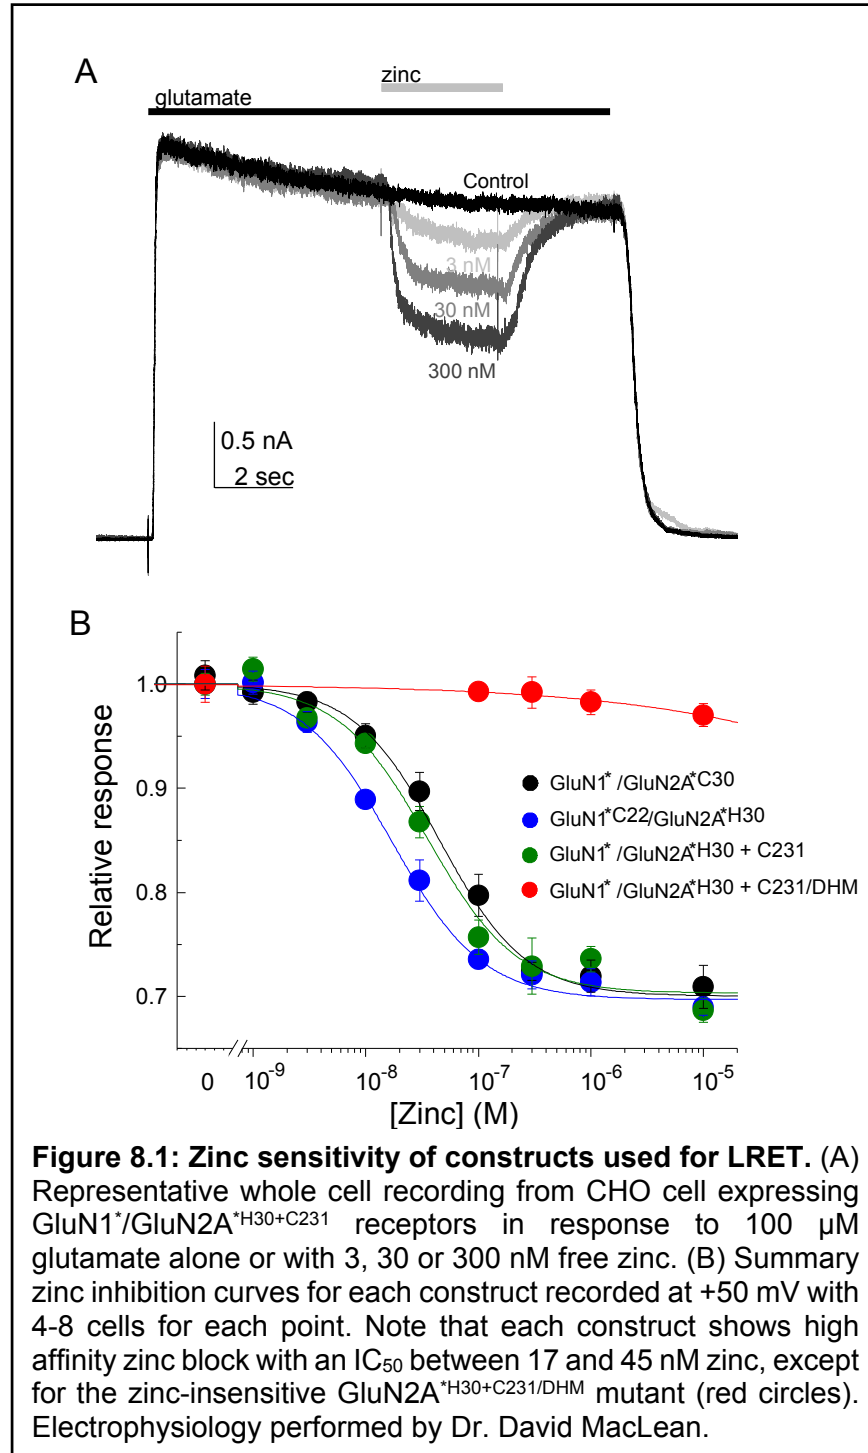 A
zinc
glutamate
Control
3 nM
30 nM
300 nM
0.5 nA
2 sec
B
1.0
0.9
0.8
0.7
Relative response
GluN1* /GluN2A*C30
GluN1*C22/GluN2A*H30
GluN1* /GluN2A*H30 + C231
GluN1* /GluN2A*H30 + C231/DHM
0 10⁻⁹ 10⁻⁸ 10⁻⁷ 10⁻⁶ 10⁻⁵
[Zinc] (M)
Figure 8.1: Zinc sensitivity of constructs used for LRET. (A)
Representative whole cell recording from CHO cell expressing
GluN1*/GluN2A*H30+C231 receptors in response to 100 µM
glutamate alone or with 3, 30 or 300 nM free zinc. (B) Summary
zinc inhibition curves for each construct recorded at +50 mV with
4-8 cells for each point. Note that each construct shows high
affinity zinc block with an IC₅₀ between 17 and 45 nM zinc, except
for the zinc-insensitive GluN2A*H30+C231/DHM mutant (red circles).
Electrophysiology performed by Dr. David MacLean.